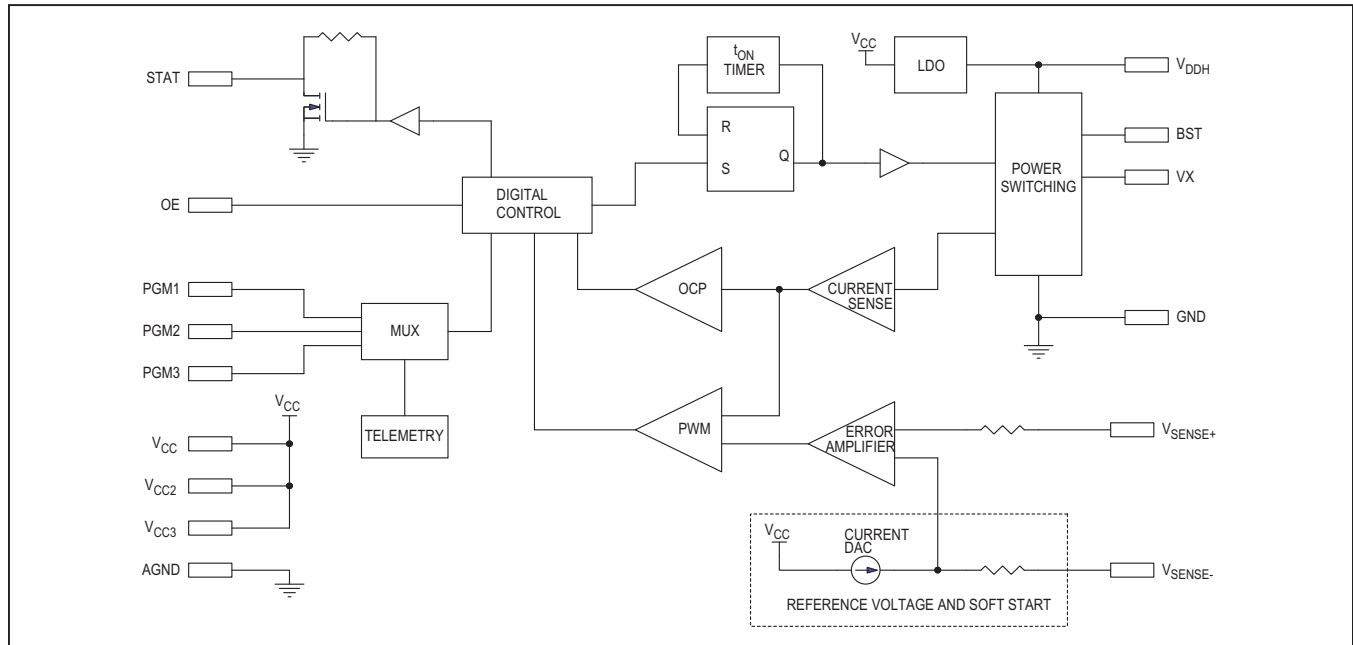 STAT
OE
PGM1
PGM2
PGM3
VCC
VCC
VCC2
VCC3
AGND
MUX
TELEMETRY
DIGITAL
CONTROL
tON
TIMER
R
S
Q
OCP
CURRENT
SENSE
PWM
ERROR
AMPLIFIER
VCC
LDO
POWER
SWITCHING
VDDH
BST
VX
GND
VSENSE+
VCC
CURRENT
DAC
REFERENCE VOLTAGE AND SOFT START
VSENSE-